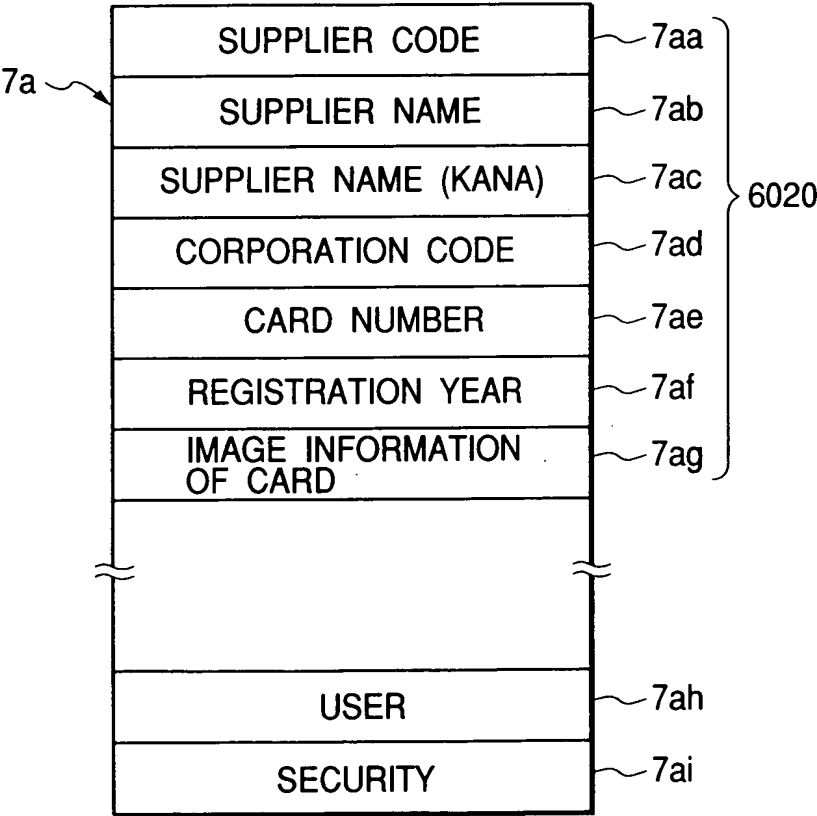 SUPPLIER CODE 7aa
7a
SUPPLIER NAME 7ab
SUPPLIER NAME (KANA) 7ac
6020
CORPORATION CODE 7ad
CARD NUMBER 7ae
REGISTRATION YEAR 7af
IMAGE INFORMATION 7ag
OF CARD
USER 7ah
SECURITY 7ai